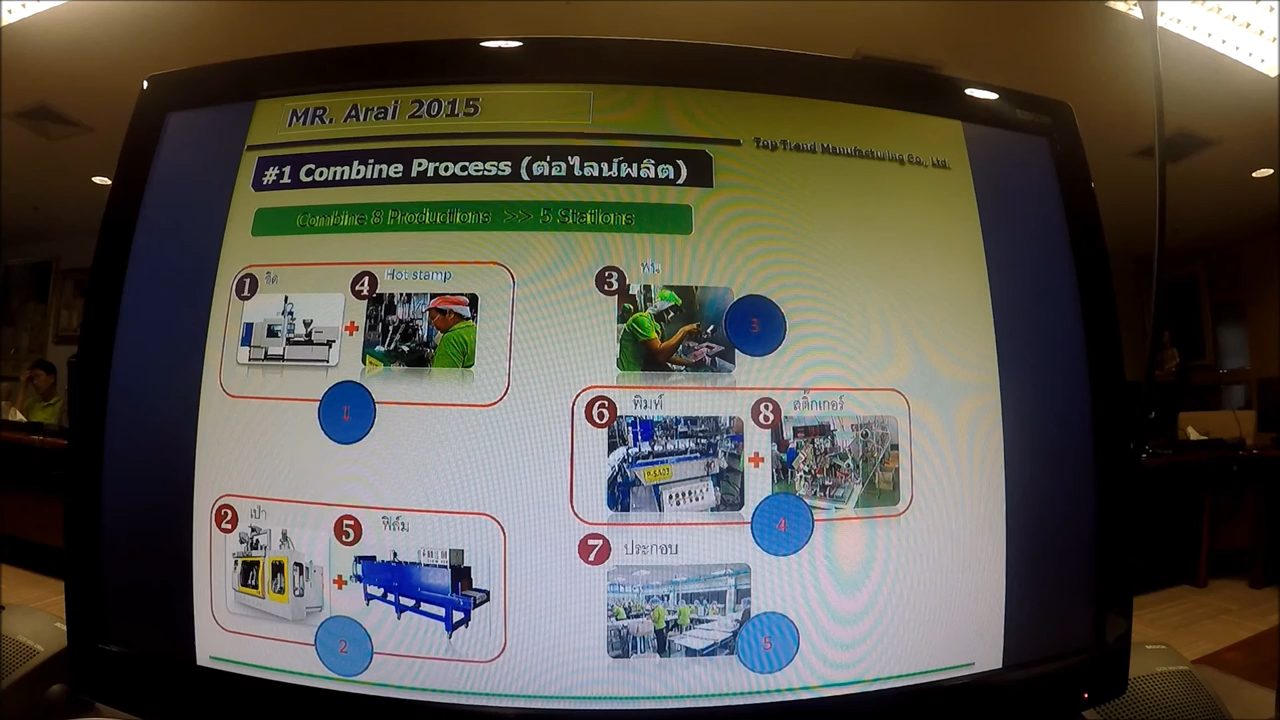 MR. Arai 2015
Top Trend Manufacturing Co., Ltd.
#1 Combine Process (ต่อไลน์ผลิต)
Combine 8 Productions >> 5 Stations
1 ฉีด
4 Hot stamp
+
1
3 พ่น
3
6 พิมพ์
8 สติ๊กเกอร์
+
4
2 เป่า
5 ฟิล์ม
+
2
7 ประกอบ
5